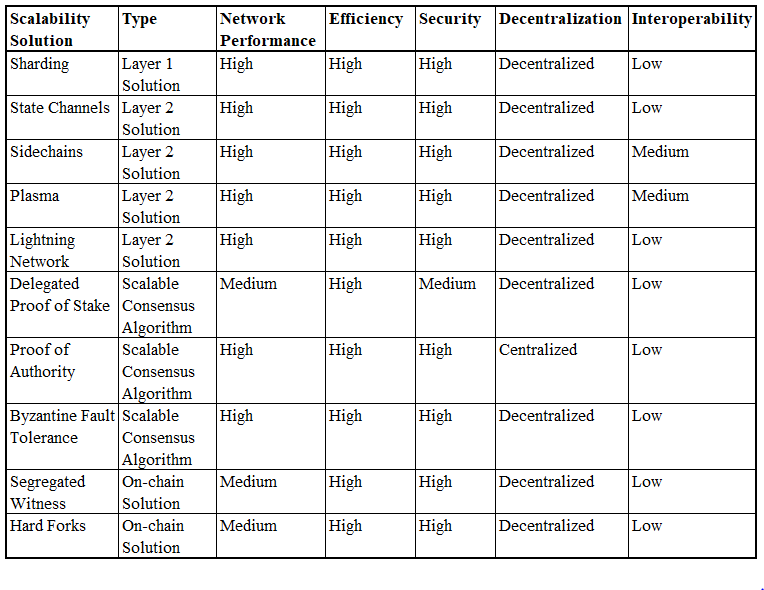 Scalability Solution | Type | Network Performance | Efficiency | Security | Decentralization | Interoperability
Sharding | Layer 1 Solution | High | High | High | Decentralized | Low
State Channels | Layer 2 Solution | High | High | High | Decentralized | Low
Sidechains | Layer 2 Solution | High | High | High | Decentralized | Medium
Plasma | Layer 2 Solution | High | High | High | Decentralized | Medium
Lightning Network | Layer 2 Solution | High | High | High | Decentralized | Low
Delegated Proof of Stake | Scalable Consensus Algorithm | Medium | High | Medium | Decentralized | Low
Proof of Authority | Scalable Consensus Algorithm | High | High | High | Centralized | Low
Byzantine Fault Tolerance | Scalable Consensus Algorithm | High | High | High | Decentralized | Low
Segregated Witness | On-chain Solution | Medium | High | High | Decentralized | Low
Hard Forks | On-chain Solution | Medium | High | High | Decentralized | Low